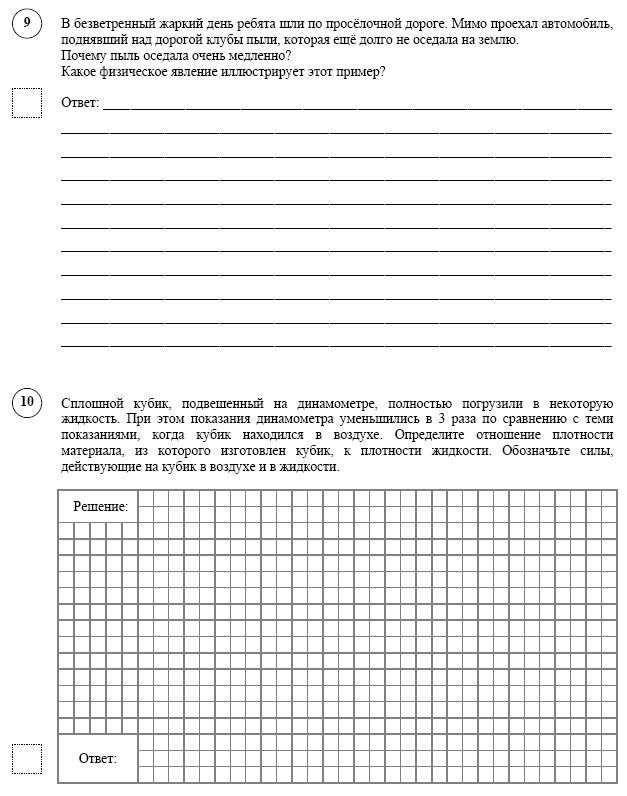 9
В безветренный жаркий день ребята шли по просёлочной дороге. Мимо проехал автомобиль,
поднявший над дорогой клубы пыли, которая ещё долго не оседала на землю.
Почему пыль оседала очень медленно?
Какое физическое явление иллюстрирует этот пример?
Ответ:
10
Сплошной кубик, подвешенный на динамометре, полностью погрузили в некоторую
жидкость. При этом показания динамометра уменьшились в 3 раза по сравнению с теми
показаниями, когда кубик находился в воздухе. Определите отношение плотности
материала, из которого изготовлен кубик, к плотности жидкости. Обозначьте силы,
действующие на кубик в воздухе и в жидкости.
Решение:
Ответ: